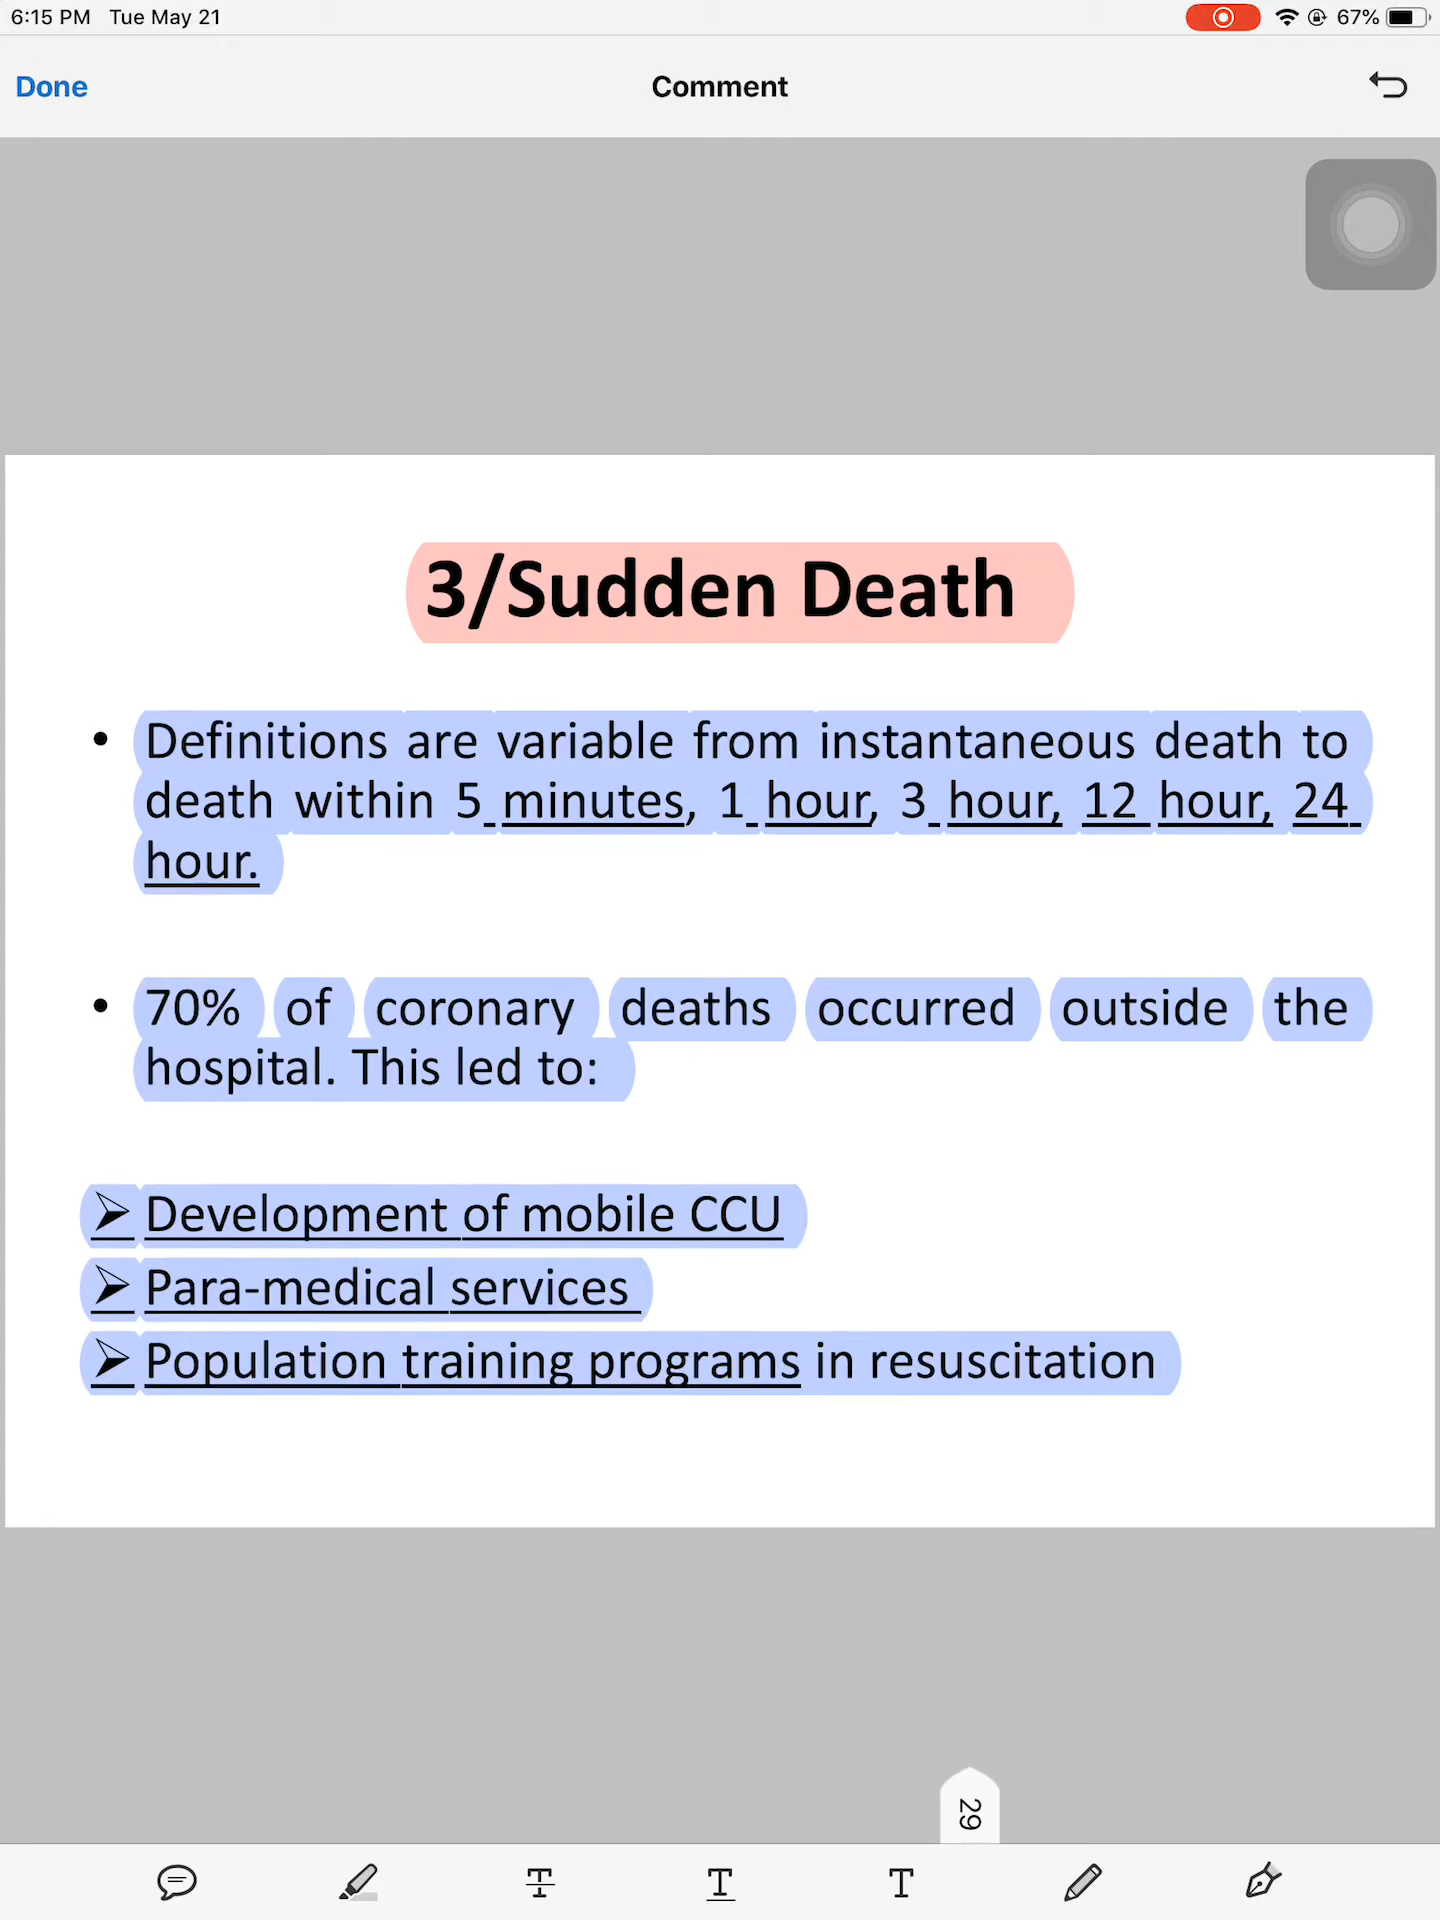 6:15 PM Tue May 21 67%
Done Comment
3/Sudden Death
• Definitions are variable from instantaneous death to
death within 5 minutes, 1 hour, 3 hour, 12 hour, 24
hour.
• 70% of coronary deaths occurred outside the
hospital. This led to:
➢ Development of mobile CCU
➢ Para-medical services
➢ Population training programs in resuscitation
29